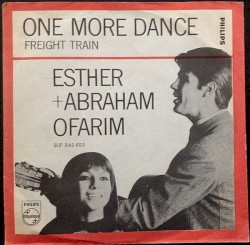 ONE MORE DANCE
FREIGHT TRAIN
PHILIPS
ESTHER
+ABRAHAM
OFARIM
PHILIPS